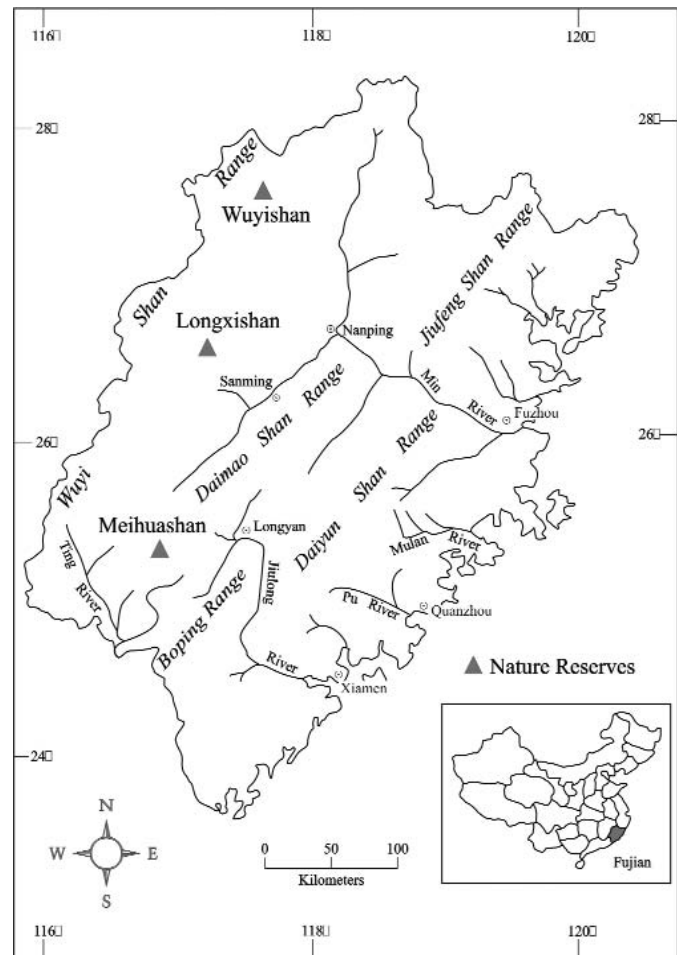 116□
118□
120□
28□
28□
Range
Wuyishan
Shan
Jiufeng Shan Range
Longxishan
Nanping
Sanming
Min
River
Fuzhou
26□
26□
Daimao Shan Range
Daiyun Shan Range
Wuyi
Meihuashan
Longyan
Mulan River
Ting
River
Jiulong
River
Boping Range
Pu River
Quanzhou
Xiamen
Nature Reserves
24□
24□
N
W E
S
0 50 100
Kilometers
Fujian
116□
118□
120□